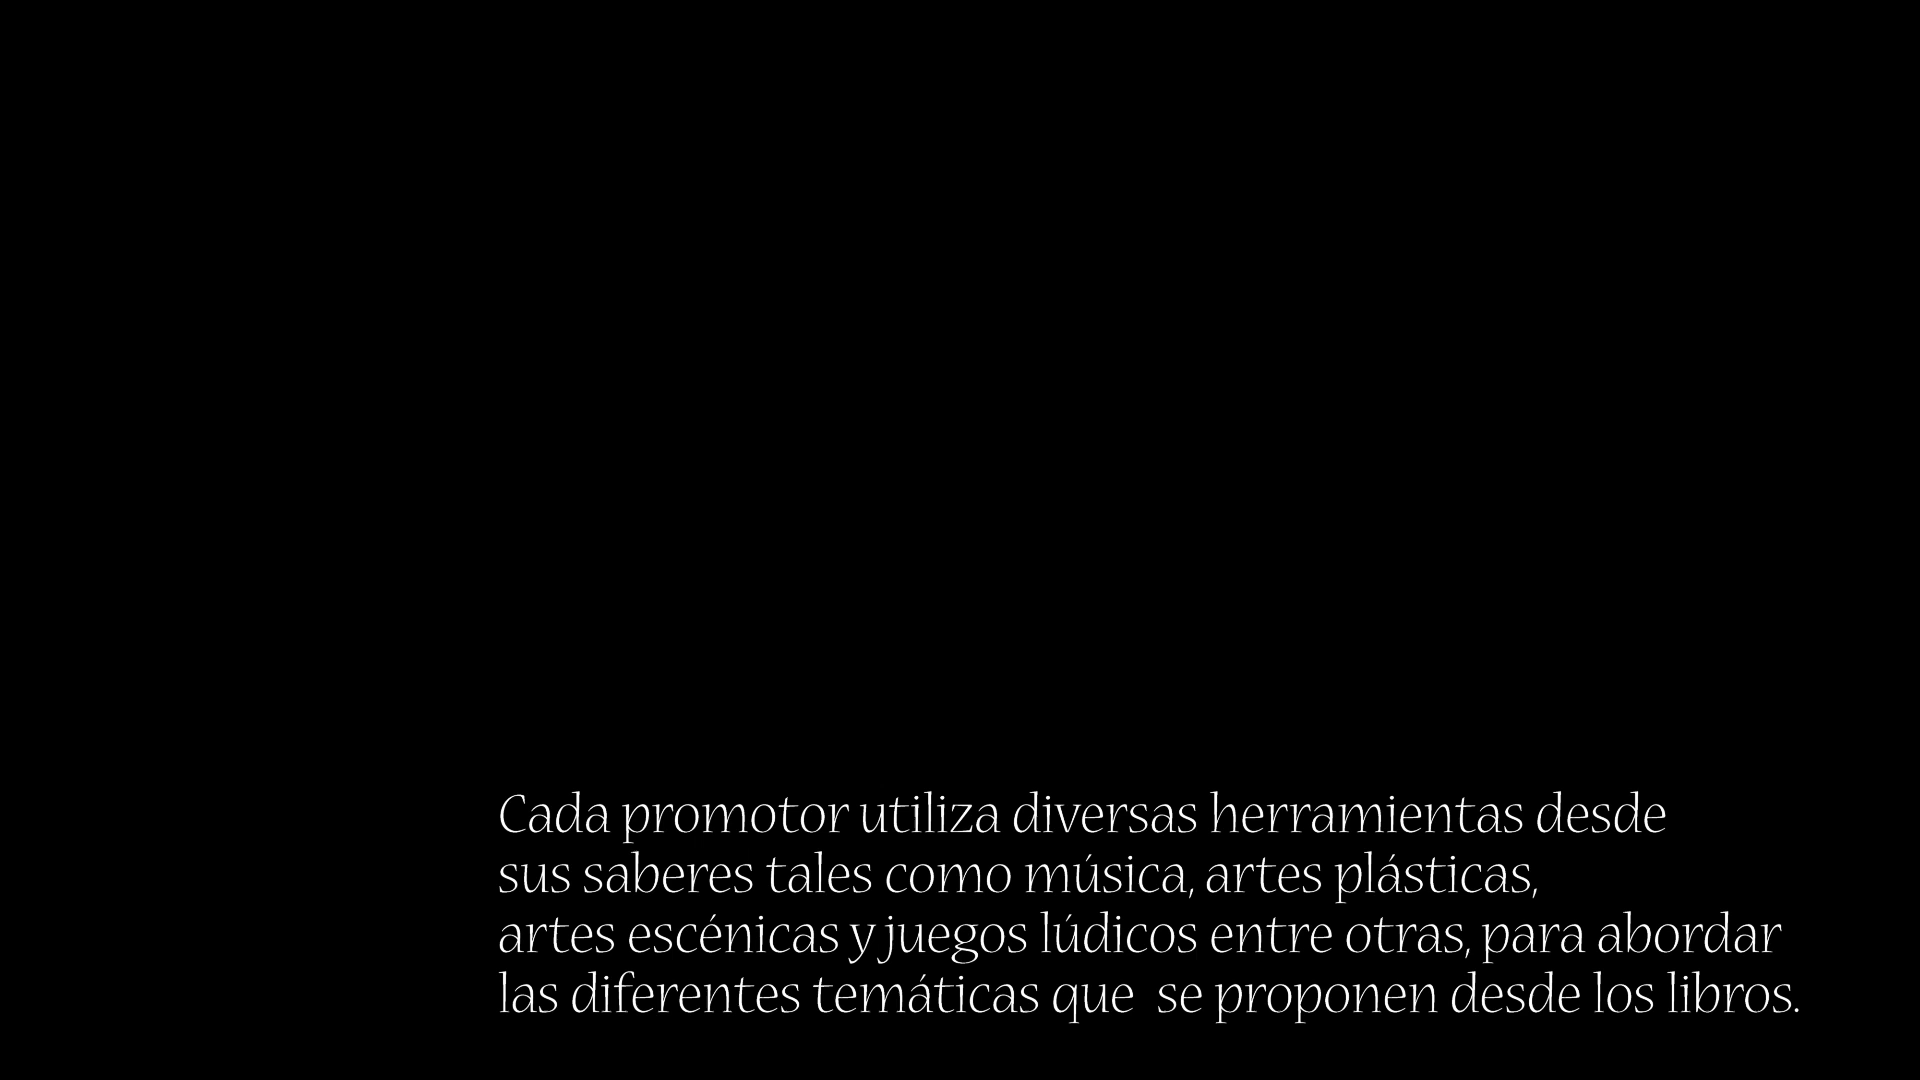 Cada promotor utiliza diversas herramientas desde
sus saberes tales como música, artes plásticas,
artes escénicas y juegos lúdicos entre otras, para abordar
las diferentes temáticas que  se proponen desde los libros.